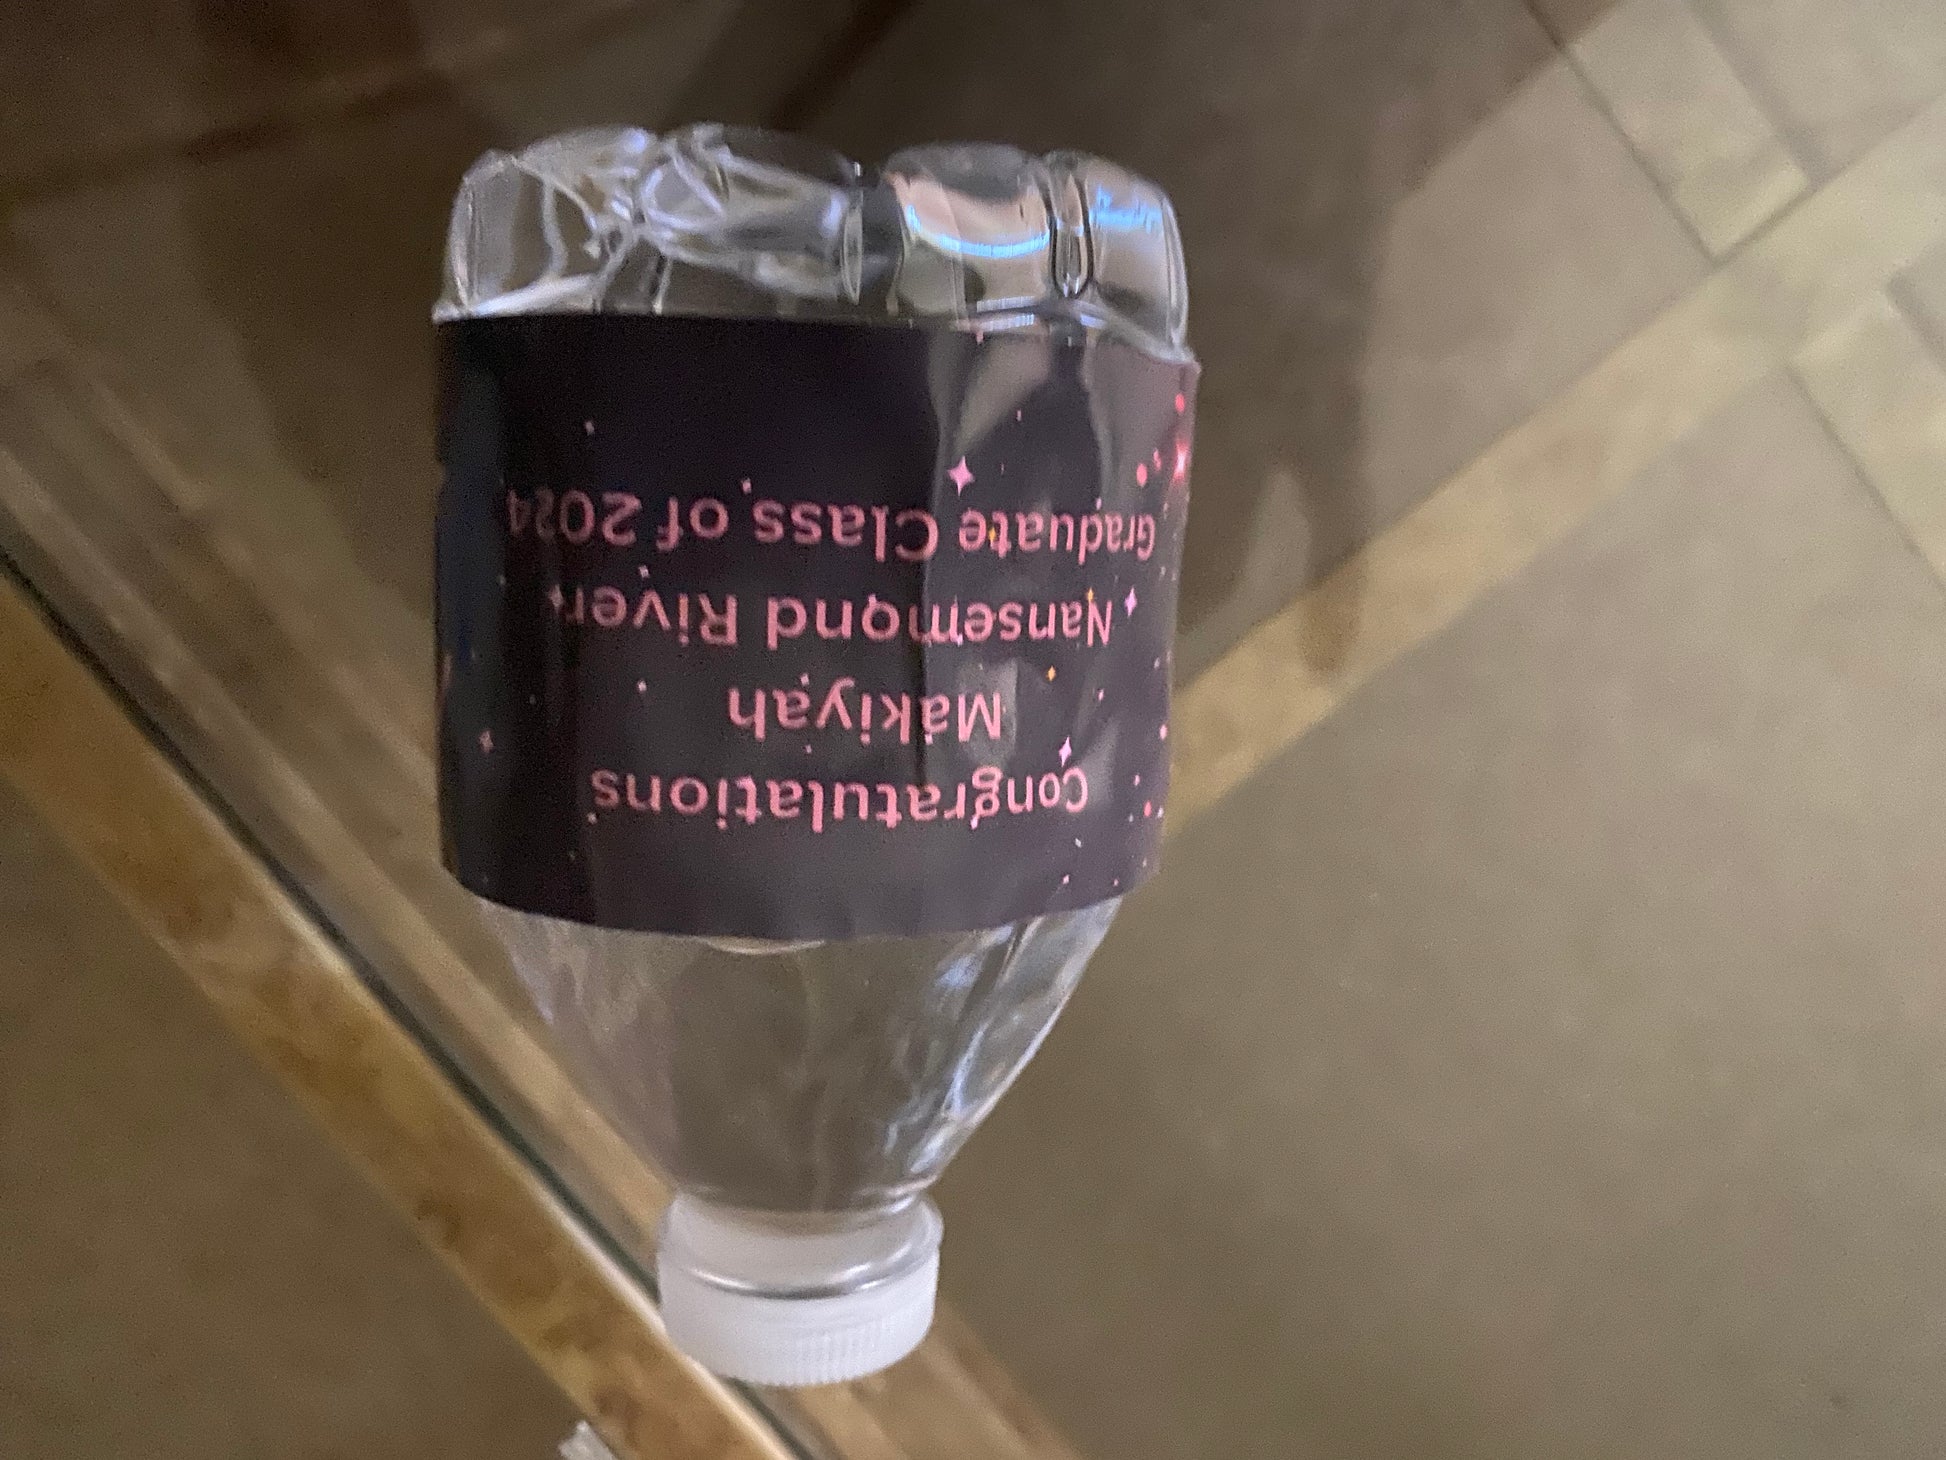 Congratulations
Makiyah
Nansemond River
Graduate Class of 2024